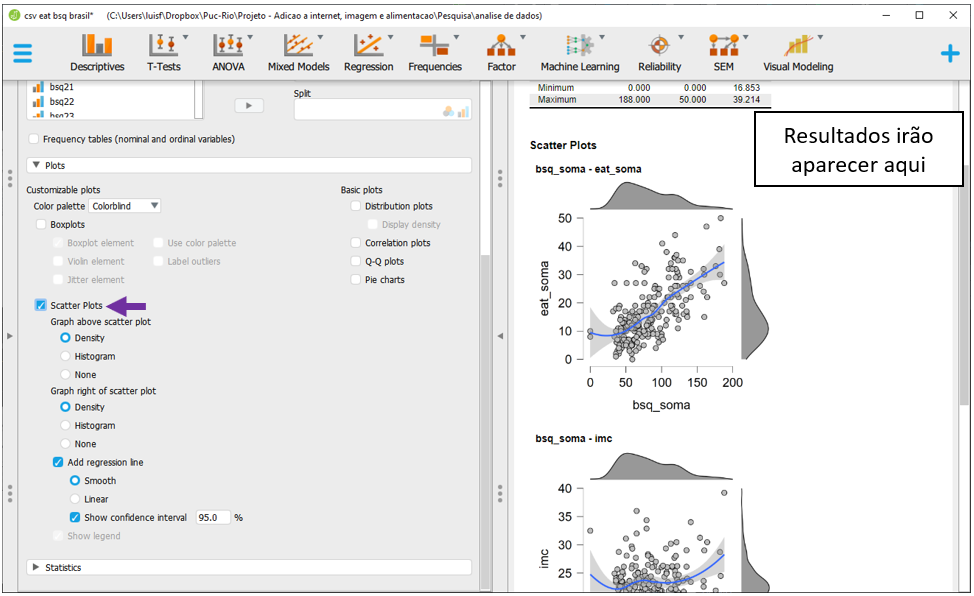 csv eat bsq brasil* (C:\Users\luisf\Dropbox\Puc-Rio\Projeto - Adicao a internet, imagem e alimentacao\Pesquisa\analise de dados)
Descriptives T-Tests ANOVA Mixed Models Regression Frequencies Factor Machine Learning Reliability SEM Visual Modeling
bsq21
bsq22
bsq23
Split
Frequency tables (nominal and ordinal variables)
Plots
Customizable plots
Color palette Colorblind
Boxplots
Boxplot element Use color palette
Violin element Label outliers
Jitter element
Basic plots
Distribution plots
Display density
Correlation plots
Q-Q plots
Pie charts
Scatter Plots
Graph above scatter plot
Density
Histogram
None
Graph right of scatter plot
Density
Histogram
None
Add regression line
Smooth
Linear
Show confidence interval 95.0 %
Show legend
Statistics
Minimum 0.000 0.000 16.853
Maximum 188.000 50.000 39.214
Resultados irão
aparecer aqui
Scatter Plots
bsq_soma - eat_soma
50
40
30
20
10
0
eat_soma
0 50 100 150 200
bsq_soma
bsq_soma - imc
40
35
30
25
imc